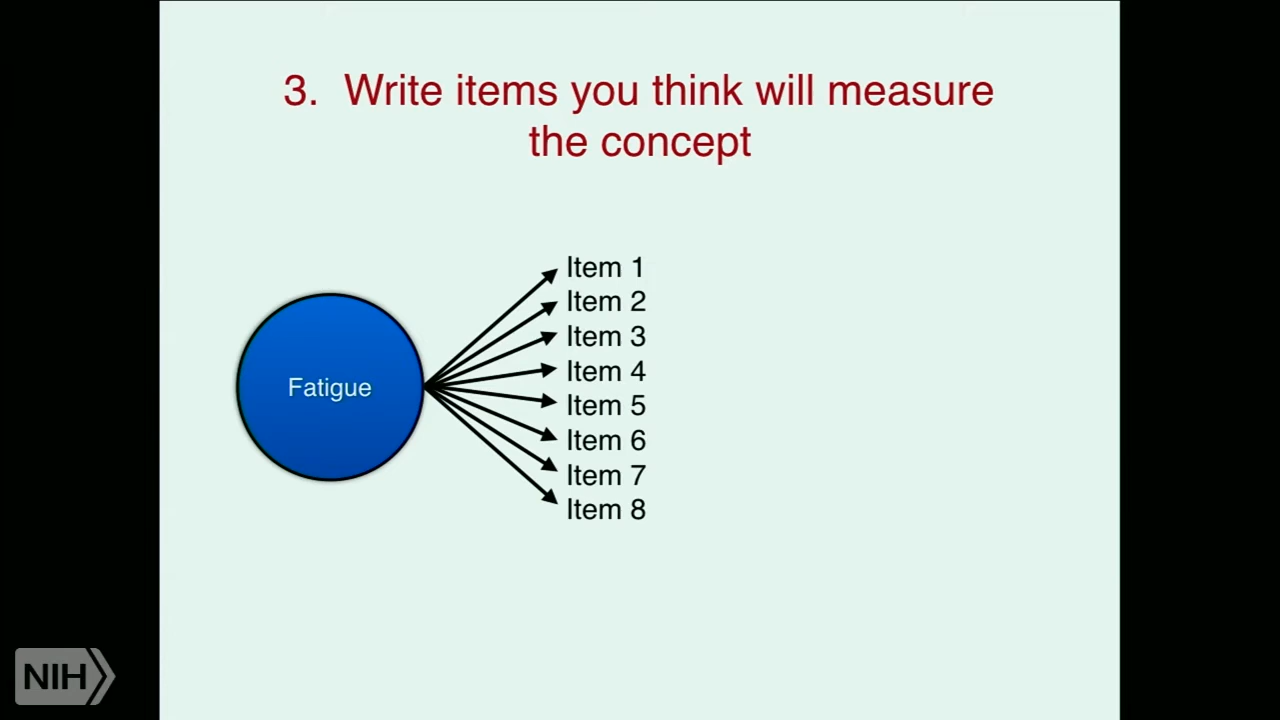 3. Write items you think will measure
the concept
Item 1
Item 2
Item 3
Item 4
Item 5
Item 6
Item 7
Item 8
Fatigue
NIH